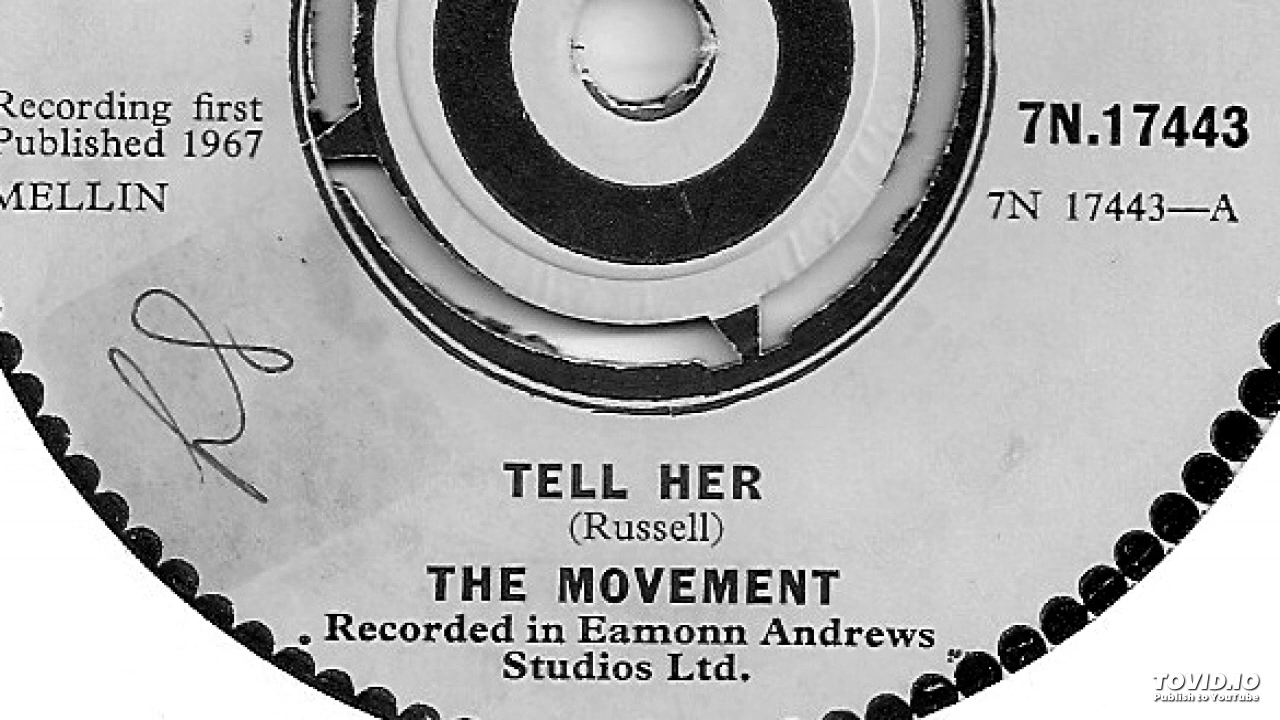 Recording first
Published 1967
MELLIN
7N.17443
7N 17443—A
TELL HER
(Russell)
THE MOVEMENT
Recorded in Eamonn Andrews
Studios Ltd.
TOVID.IO
Publish to YouTube